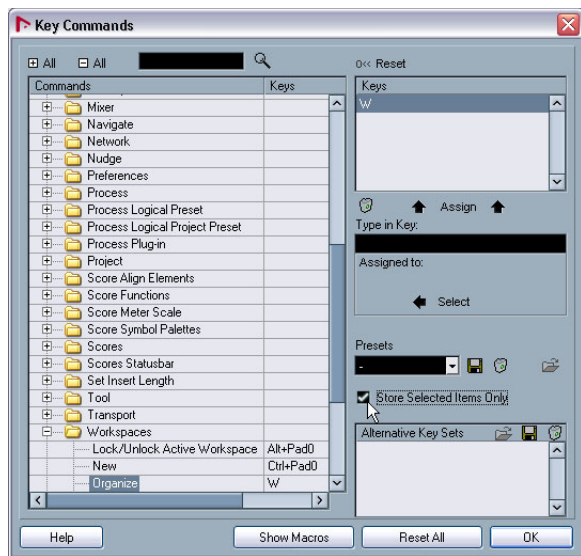 Key Commands
All All
0<< Reset
Commands Keys
Mixer
Navigate
Network
Nudge
Preferences
Process
Process Logical Preset
Process Logical Project Preset
Process Plug-in
Project
Score Align Elements
Score Functions
Score Meter Scale
Score Symbol Palettes
Scores
Scores Statusbar
Set Insert Length
Tool
Transport
Workspaces
Lock/Unlock Active Workspace Alt+Pad0
New Ctrl+Pad0
Organize W
Keys
W
Assign
Type in Key:
Assigned to:
Select
Presets
-
Store Selected Items Only
Alternative Key Sets
Help Show Macros Reset All OK